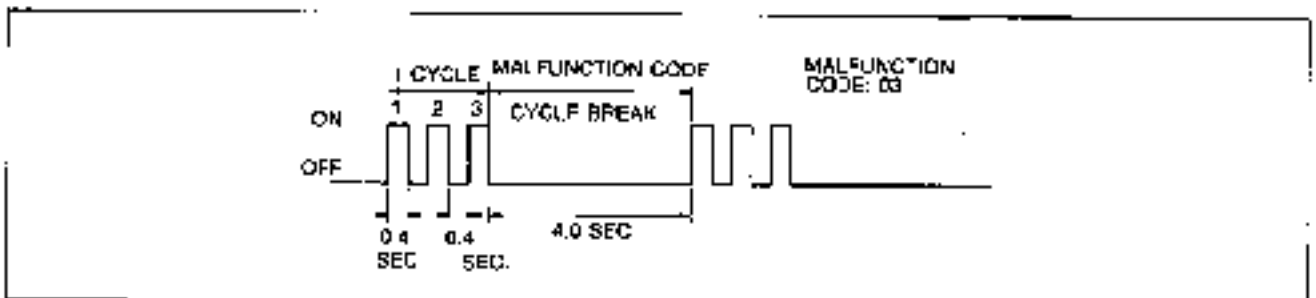 1 CYCLE MALFUNCTION CODE
MALFUNCTION
CODE: 03
1 2 3 CYCLE BREAK
ON
OFF
0.4 0.4 4.0 SEC
SEC SEC.